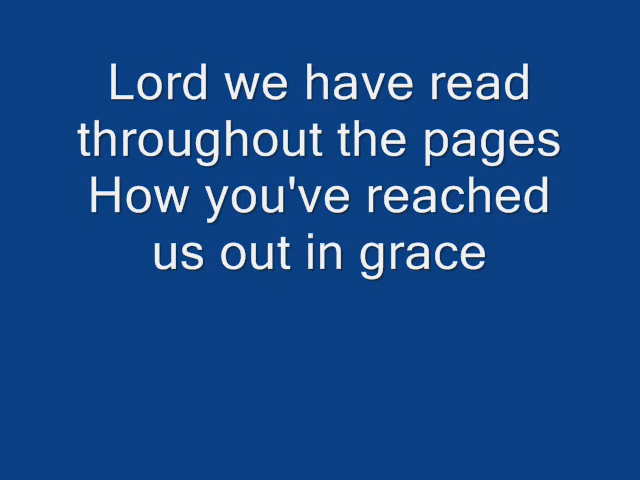 Lord we have read
throughout the pages
How you've reached
us out in grace